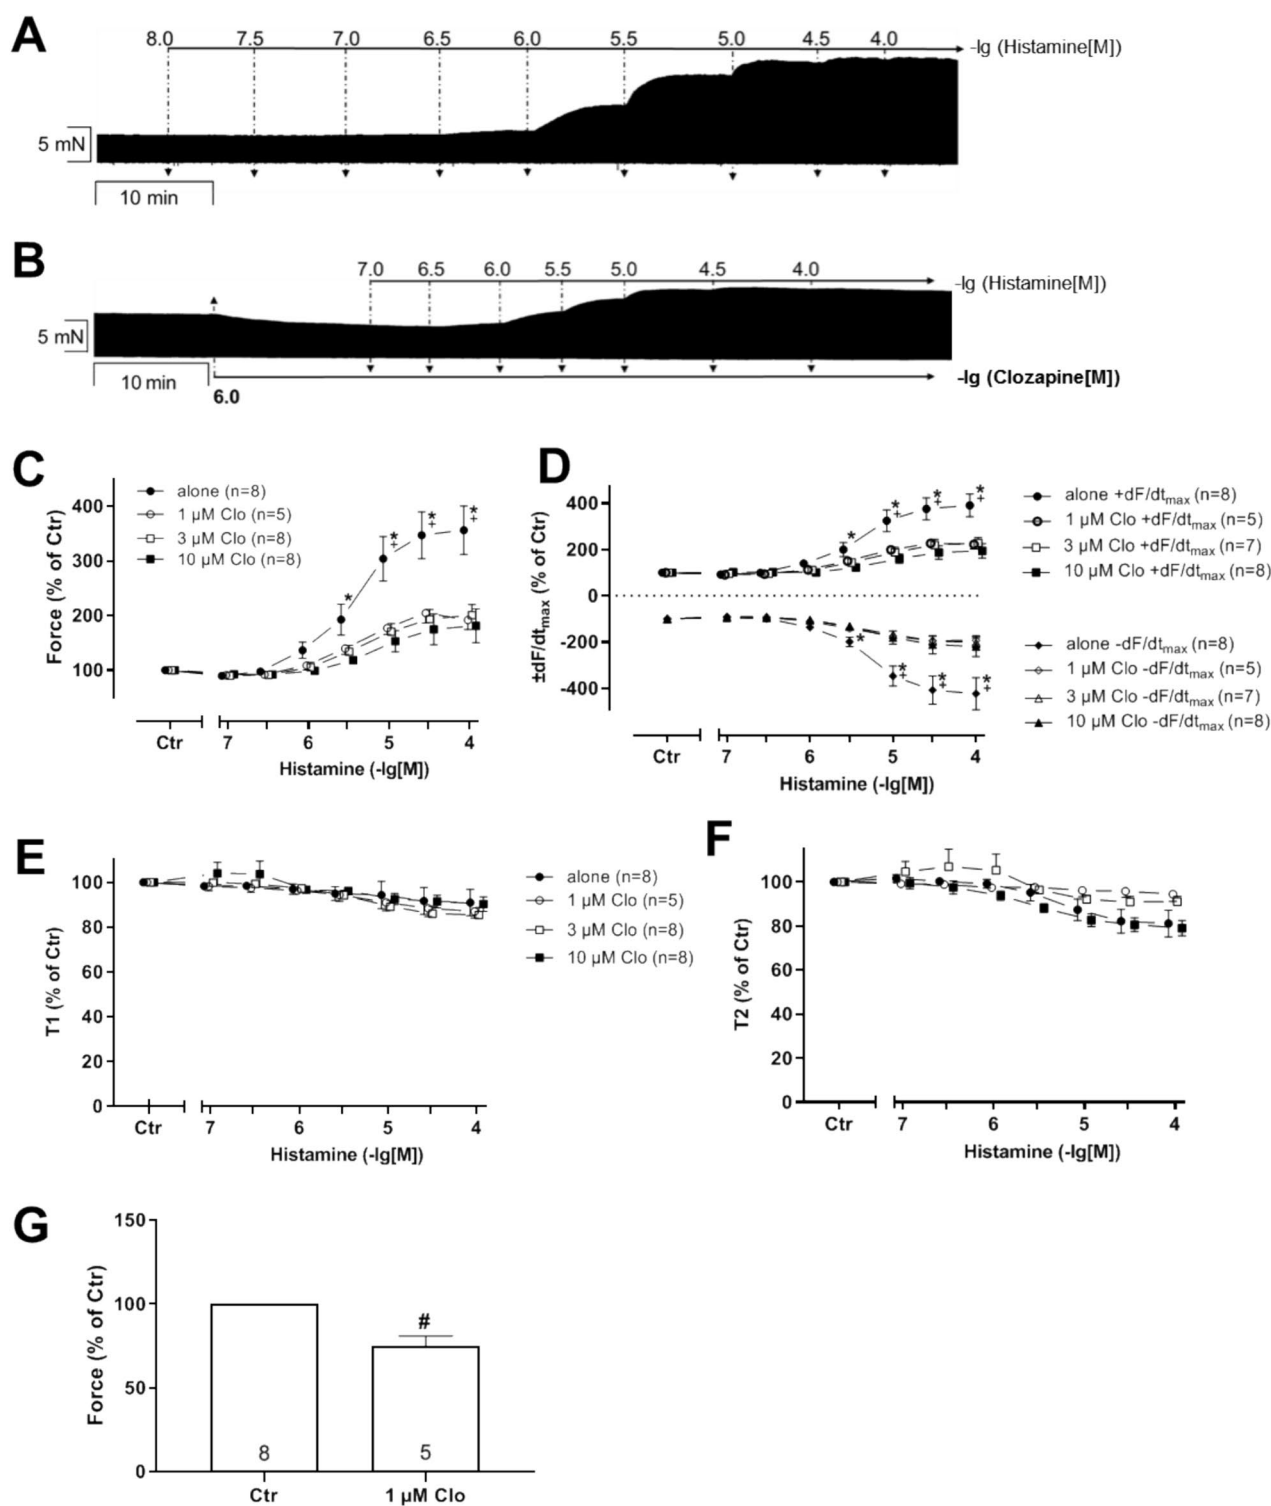 A
8.0 7.5 7.0 6.5 6.0 5.5 5.0 4.5 4.0
-lg (Histamine[M])
5 mN
10 min
B
7.0 6.5 6.0 5.5 5.0 4.5 4.0
-lg (Histamine[M])
5 mN
10 min
6.0
-lg (Clozapine[M])
C
Force (% of Ctr)
400
300
200
100
alone (n=8)
1 µM Clo (n=5)
3 µM Clo (n=8)
10 µM Clo (n=8)
* *+ *+ *+
Ctr 7 6 5 4
Histamine (-lg[M])
D
±dF/dtmax (% of Ctr)
400
200
0
-200
-400
* *+ *+ *+
* *+ *+ *+
alone +dF/dtmax (n=8)
1 µM Clo +dF/dtmax (n=5)
3 µM Clo +dF/dtmax (n=7)
10 µM Clo +dF/dtmax (n=8)
alone -dF/dtmax (n=8)
1 µM Clo -dF/dtmax (n=5)
3 µM Clo -dF/dtmax (n=7)
10 µM Clo -dF/dtmax (n=8)
Ctr 7 6 5 4
Histamine (-lg[M])
E
T1 (% of Ctr)
100
80
60
40
20
0
alone (n=8)
1 µM Clo (n=5)
3 µM Clo (n=8)
10 µM Clo (n=8)
Ctr 7 6 5 4
Histamine (-lg[M])
F
T2 (% of Ctr)
100
80
60
40
20
0
Ctr 7 6 5 4
Histamine (-lg[M])
G
Force (% of Ctr)
150
100
50
0
#
8 5
Ctr 1 µM Clo